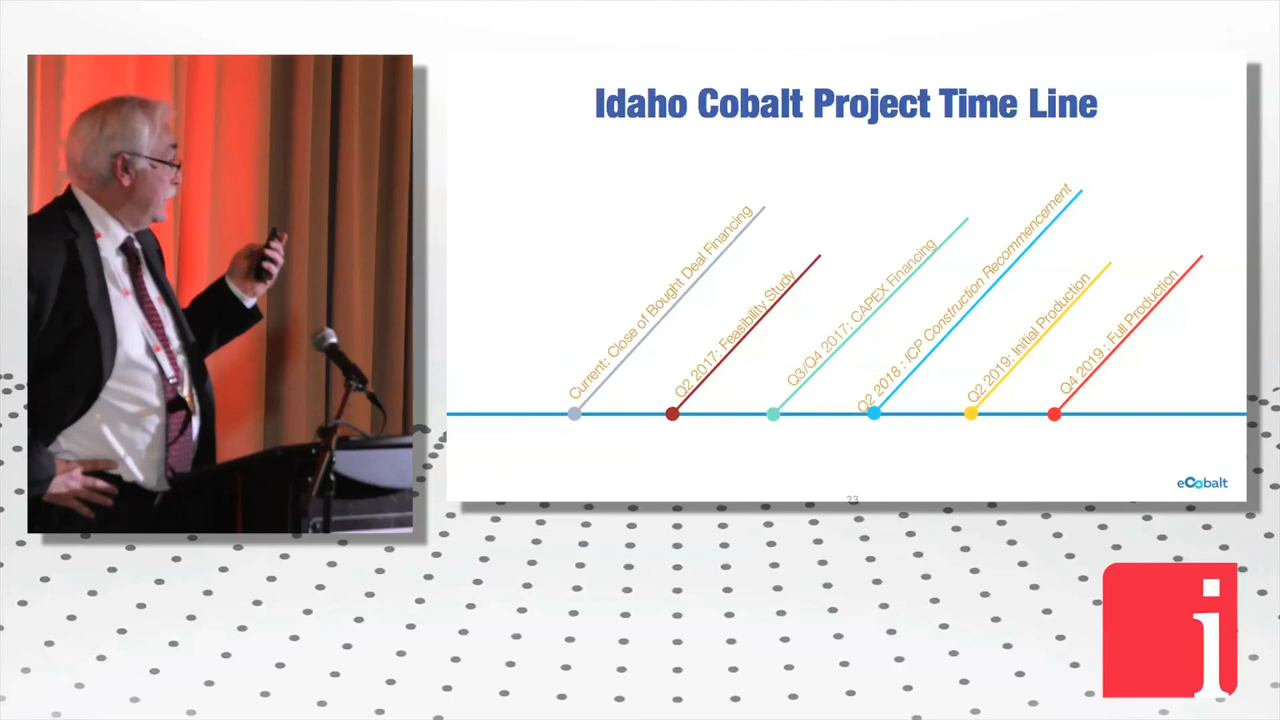 Idaho Cobalt Project Time Line
Current: Close of Bought Deal Financing
Q2 2017: Feasibility Study
Q3/Q4 2017: CAPEX Financing
Q2 2018 : ICP Construction Recommencement
Q2 2019: Initial Production
Q4 2019 : Full Production
eCobalt
23
i